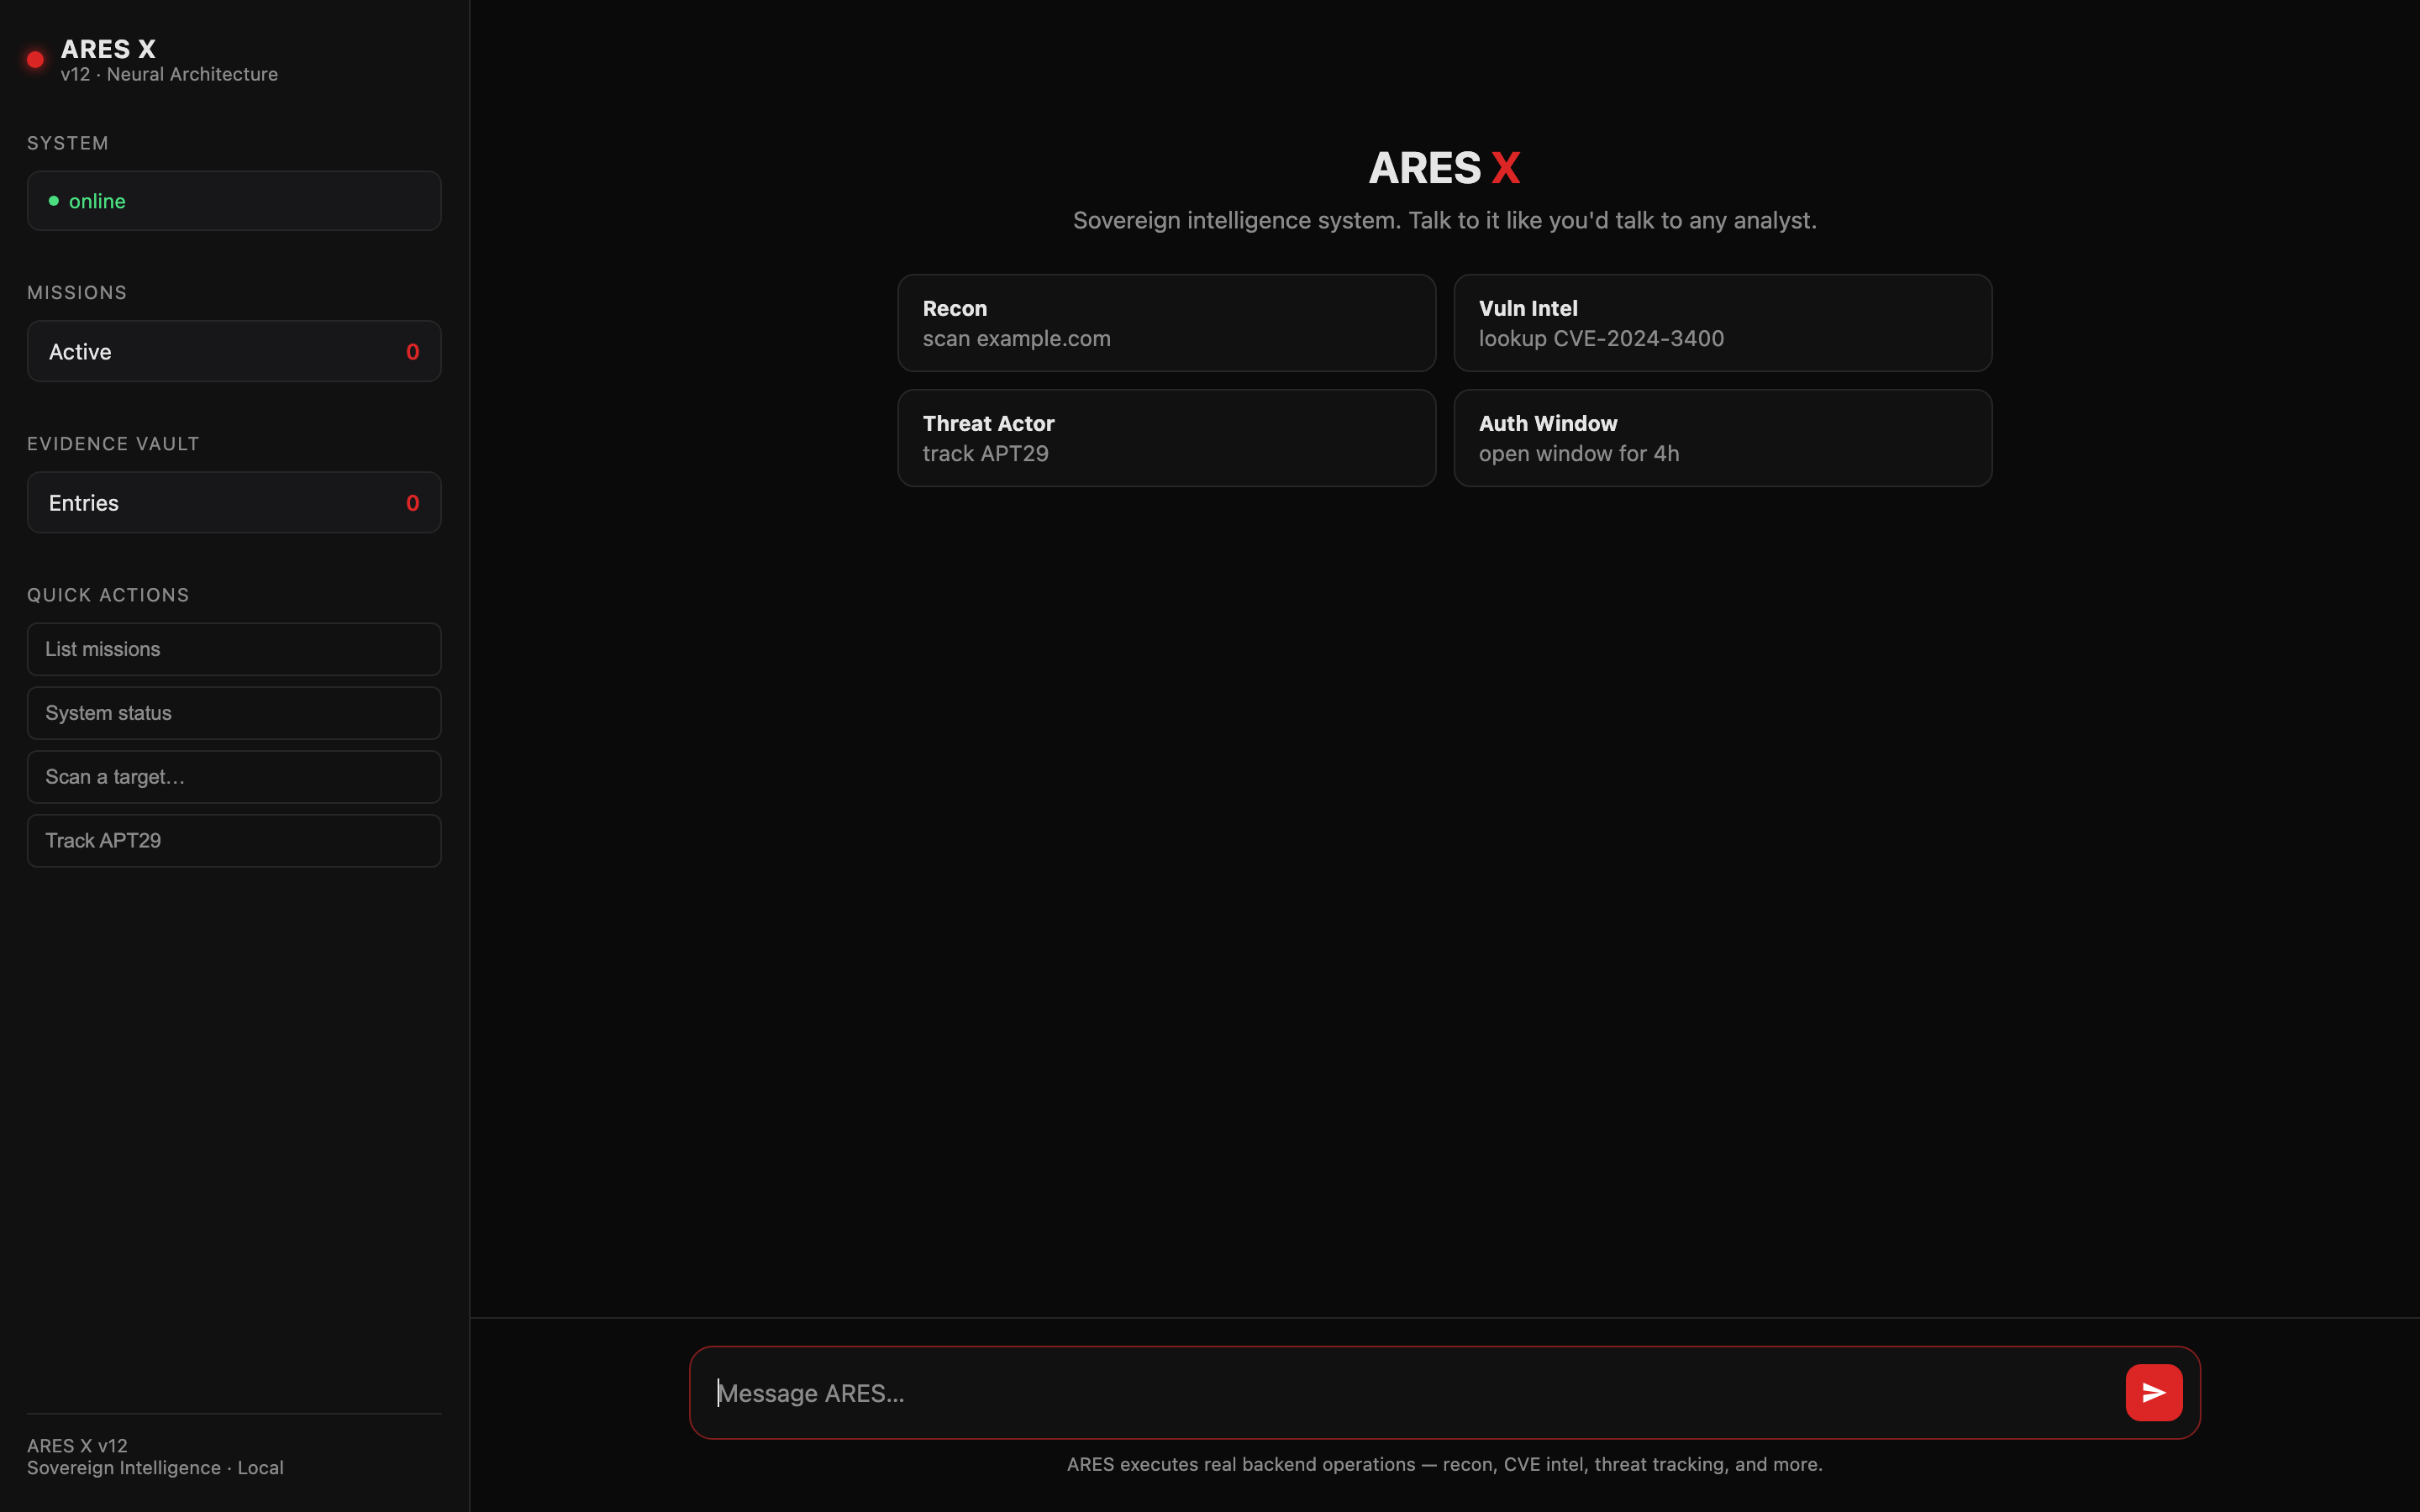 ARES X
v12 · Neural Architecture
SYSTEM
online
MISSIONS
Active 0
EVIDENCE VAULT
Entries 0
QUICK ACTIONS
List missions
System status
Scan a target…
Track APT29
ARES X v12
Sovereign Intelligence · Local
ARES X
Sovereign intelligence system. Talk to it like you'd talk to any analyst.
Recon
scan example.com
Vuln Intel
lookup CVE-2024-3400
Threat Actor
track APT29
Auth Window
open window for 4h
Message ARES…
ARES executes real backend operations — recon, CVE intel, threat tracking, and more.